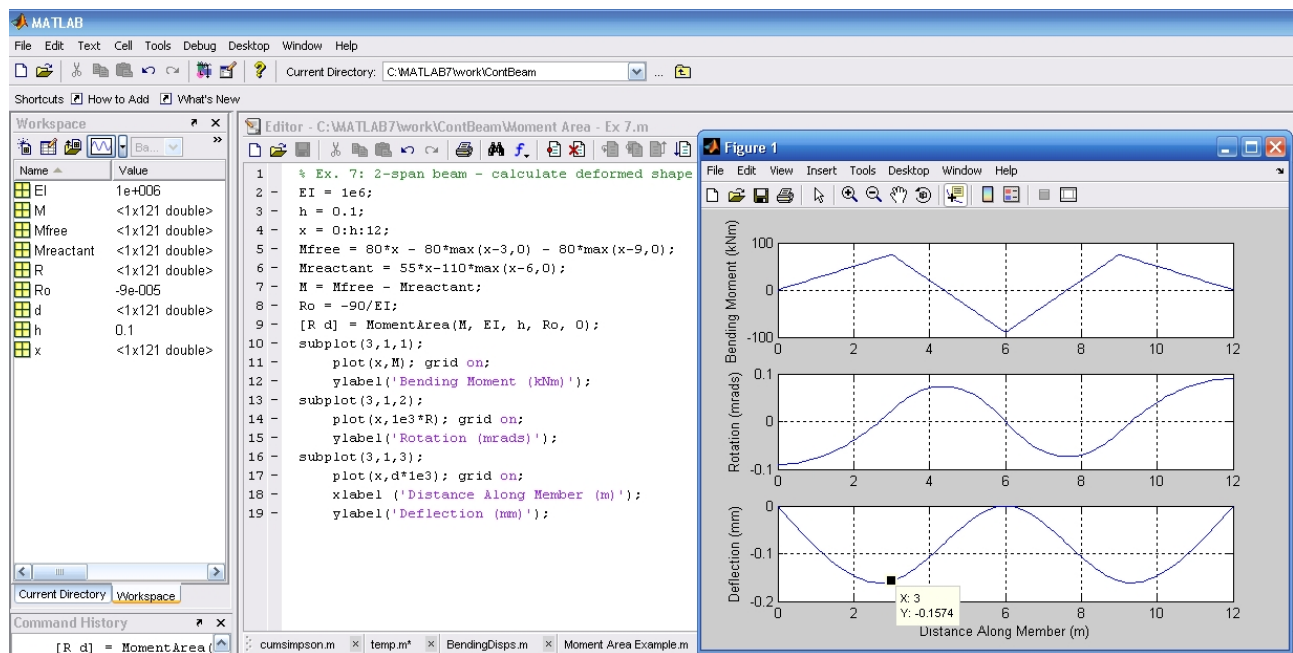 MATLAB
File Edit Text Cell Tools Debug Desktop Window Help
Current Directory: C:\MATLAB7\work\ContBeam
Shortcuts How to Add What's New
Workspace
Ba...
Name Value
EI 1e+006
M <1x121 double>
Mfree <1x121 double>
Mreactant <1x121 double>
R <1x121 double>
Ro -9e-005
d <1x121 double>
h 0.1
x <1x121 double>
Current Directory Workspace
Command History
[R d] = MomentArea(
Editor - C:\MATLAB7\work\ContBeam\Moment Area - Ex 7.m
1 % Ex. 7: 2-span beam - calculate deformed shape
2 - EI = 1e6;
3 - h = 0.1;
4 - x = 0:h:12;
5 - Mfree = 80*x - 80*max(x-3,0) - 80*max(x-9,0);
6 - Mreactant = 55*x-110*max(x-6,0);
7 - M = Mfree - Mreactant;
8 - Ro = -90/EI;
9 - [R d] = MomentArea(M, EI, h, Ro, 0);
10 - subplot(3,1,1);
11 - plot(x,M); grid on;
12 - ylabel('Bending Moment (kNm)');
13 - subplot(3,1,2);
14 - plot(x,1e3*R); grid on;
15 - ylabel('Rotation (mrads)');
16 - subplot(3,1,3);
17 - plot(x,d*1e3); grid on;
18 - xlabel ('Distance Along Member (m)');
19 - ylabel('Deflection (mm)');
cumsimpson.m temp.m* BendingDisps.m Moment Area Example.m
Figure 1
File Edit View Insert Tools Desktop Window Help
Bending Moment (kNm)
100
0
-100
0 2 4 6 8 10 12
Rotation (mrads)
0.1
0
-0.1
0 2 4 6 8 10 12
Deflection (mm)
0
-0.1
-0.2
X: 3
Y: -0.1574
0 2 4 6 8 10 12
Distance Along Member (m)